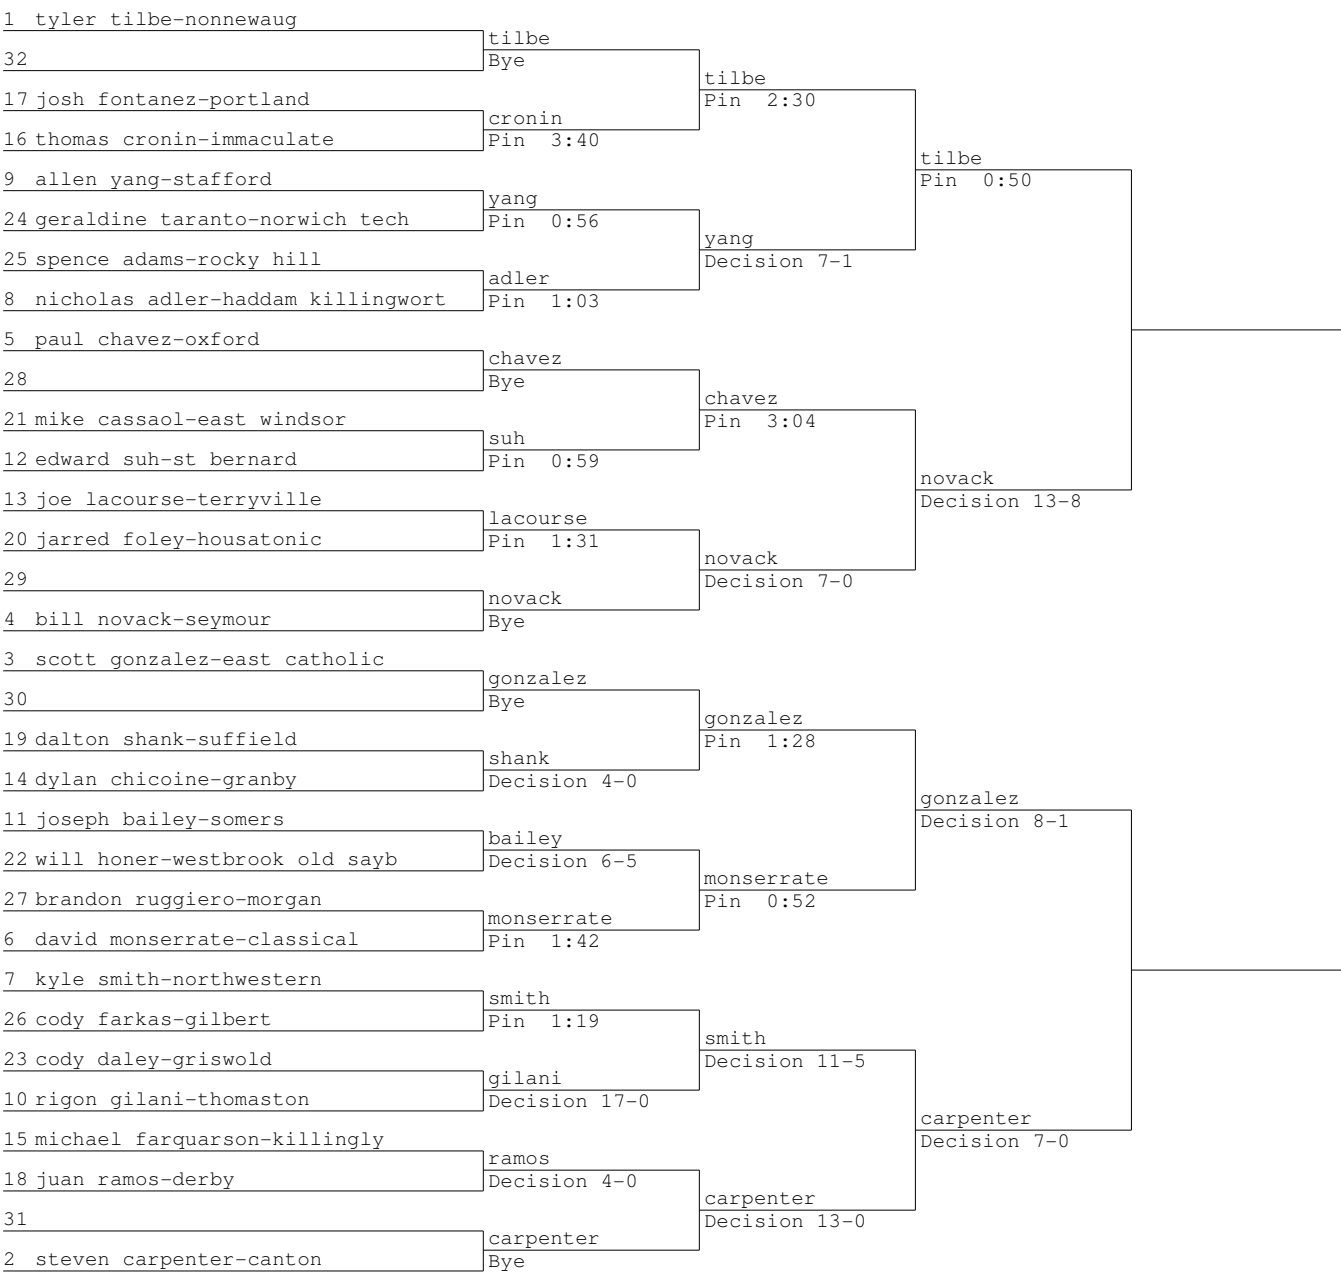 1 tyler tilbe-nonnewaug
32
17 josh fontanez-portland
16 thomas cronin-immaculate
9 allen yang-stafford
24 geraldine taranto-norwich tech
25 spence adams-rocky hill
8 nicholas adler-haddam killingwort
5 paul chavez-oxford
28
21 mike cassaol-east windsor
12 edward suh-st bernard
13 joe lacourse-terryville
20 jarred foley-housatonic
29
4 bill novack-seymour
3 scott gonzalez-east catholic
30
19 dalton shank-suffield
14 dylan chicoine-granby
11 joseph bailey-somers
22 will honer-westbrook old sayb
27 brandon ruggiero-morgan
6 david monserrate-classical
7 kyle smith-northwestern
26 cody farkas-gilbert
23 cody daley-griswold
10 rigon gilani-thomaston
15 michael farquarson-killingly
18 juan ramos-derby
31
2 steven carpenter-canton
tilbe
Bye
cronin
Pin 3:40
yang
Pin 0:56
adler
Pin 1:03
chavez
Bye
suh
Pin 0:59
lacourse
Pin 1:31
novack
Bye
gonzalez
Bye
shank
Decision 4-0
bailey
Decision 6-5
monserrate
Pin 1:42
smith
Pin 1:19
gilani
Decision 17-0
ramos
Decision 4-0
carpenter
Bye
tilbe
Pin 2:30
yang
Decision 7-1
chavez
Pin 3:04
novack
Decision 7-0
gonzalez
Pin 1:28
monserrate
Pin 0:52
smith
Decision 11-5
carpenter
Decision 13-0
tilbe
Pin 0:50
novack
Decision 13-8
gonzalez
Decision 8-1
carpenter
Decision 7-0